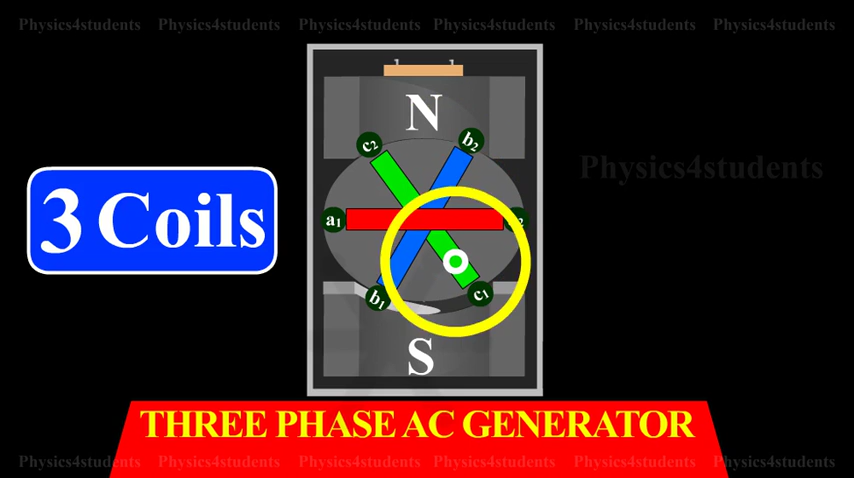 Physics4students Physics4students Physics4students Physics4students Physics4students Physics4students
N
c2 b2
Physics4students
3 Coils
a1 2
b1 c1
S
THREE PHASE AC GENERATOR
Physics4students Physics4students Physics4students Physics4students Physics4students Physics4students